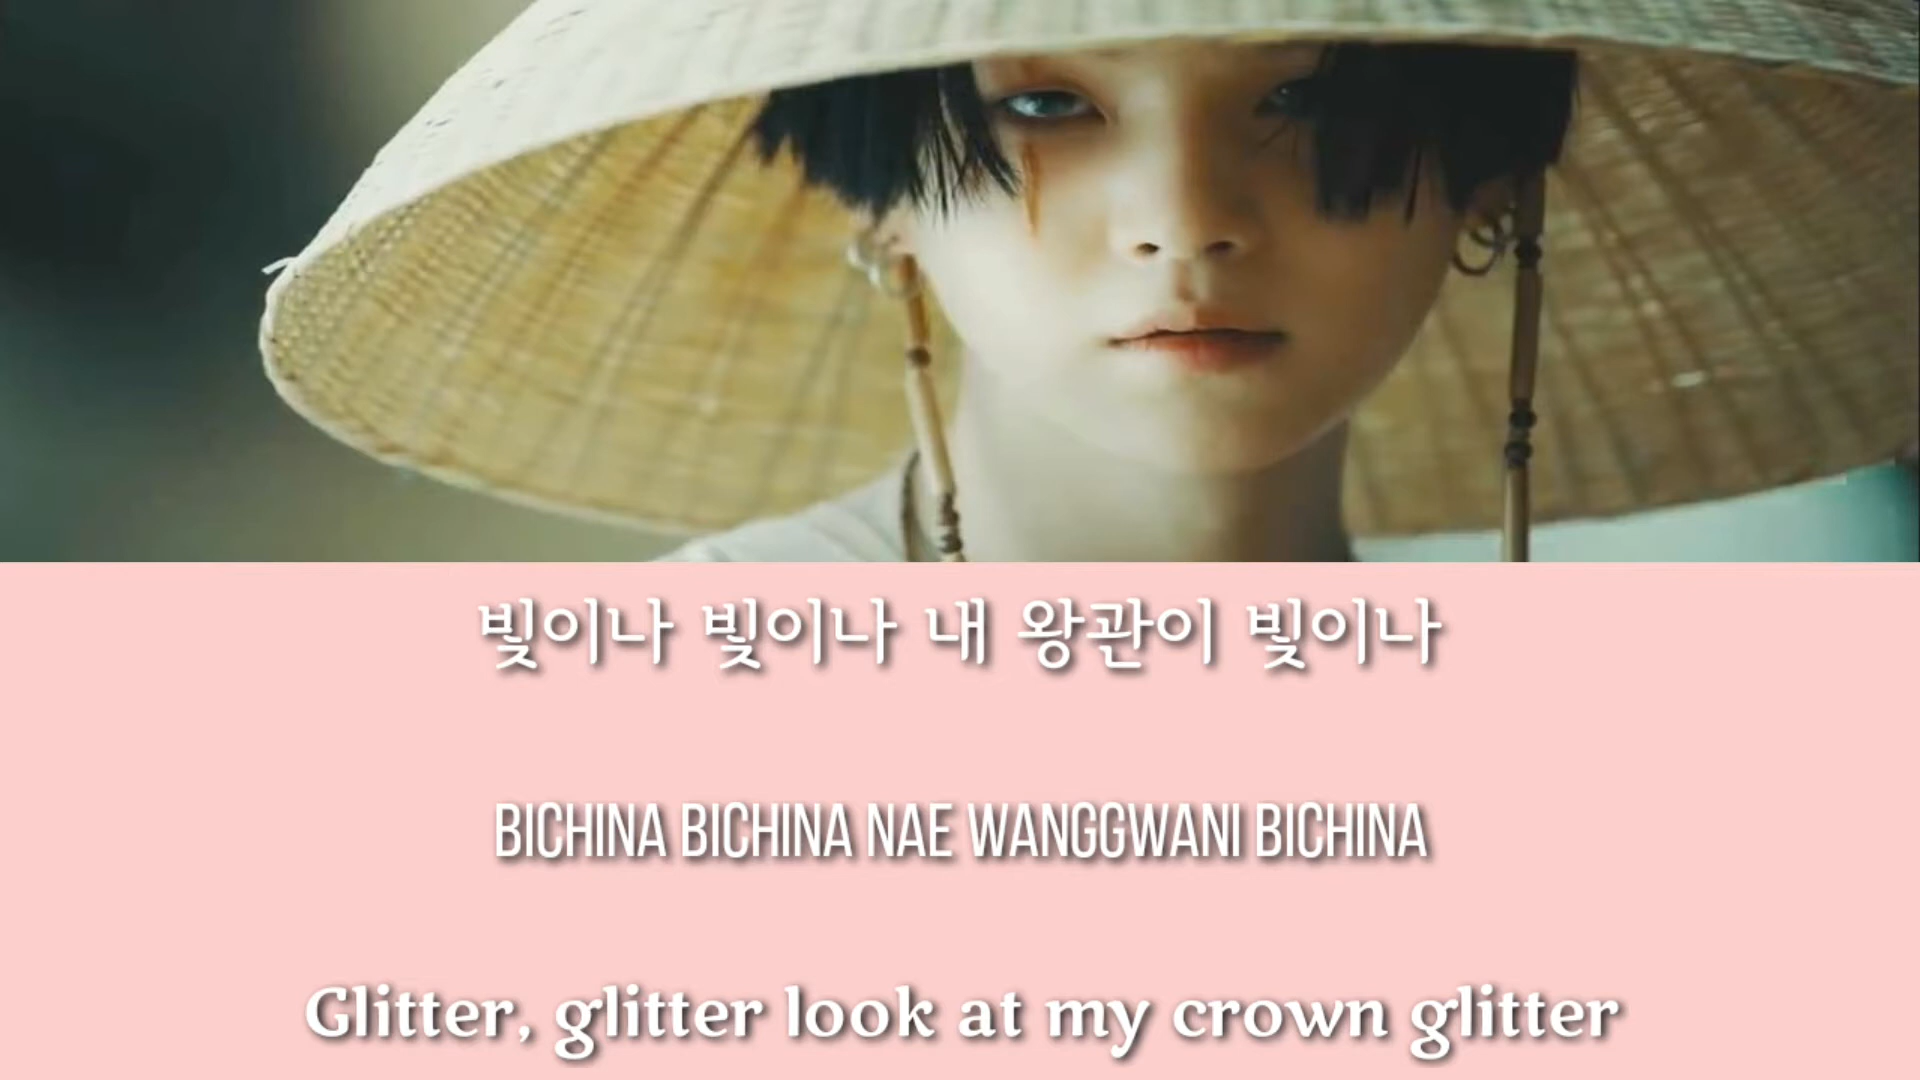 빛이나 빛이나 내 왕관이 빛이나
BICHINA BICHINA NAE WANGGWANI BICHINA
Glitter, glitter look at my crown glitter